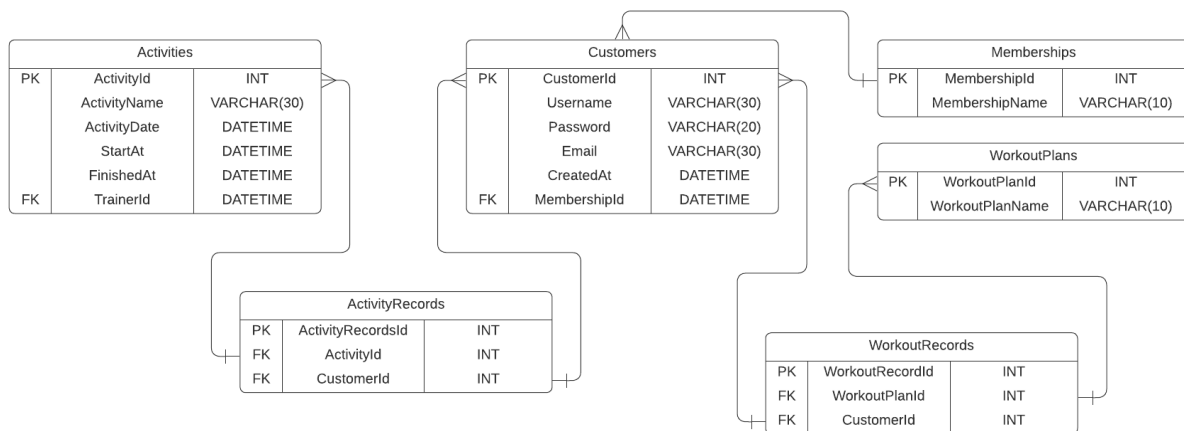 Activities
PK ActivityId INT
ActivityName VARCHAR(30)
ActivityDate DATETIME
StartAt DATETIME
FinishedAt DATETIME
FK TrainerId DATETIME
Customers
PK CustomerId INT
Username VARCHAR(30)
Password VARCHAR(20)
Email VARCHAR(30)
CreatedAt DATETIME
FK MembershipId DATETIME
Memberships
PK MembershipId INT
MembershipName VARCHAR(10)
WorkoutPlans
PK WorkoutPlanId INT
WorkoutPlanName VARCHAR(10)
ActivityRecords
PK ActivityRecordsId INT
FK ActivityId INT
FK CustomerId INT
WorkoutRecords
PK WorkoutRecordId INT
FK WorkoutPlanId INT
FK CustomerId INT